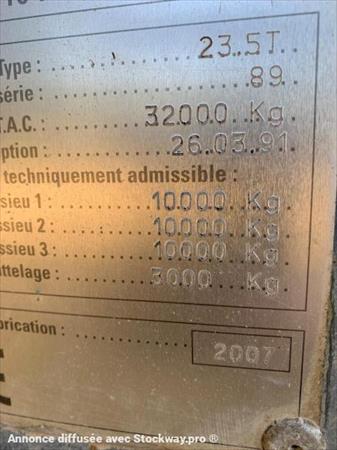 Type : 23.5T
série : 89
T.A.C. : 32000 Kg.
ption : 26.03.91.
techniquement admissible :
ssieu 1 : 10000 Kg.
ssieu 2 : 10000 Kg.
ssieu 3 : 10000 Kg.
ttelage : 3000 Kg.
brication : 2007
E
Annonce diffusée avec Stockway.pro ®